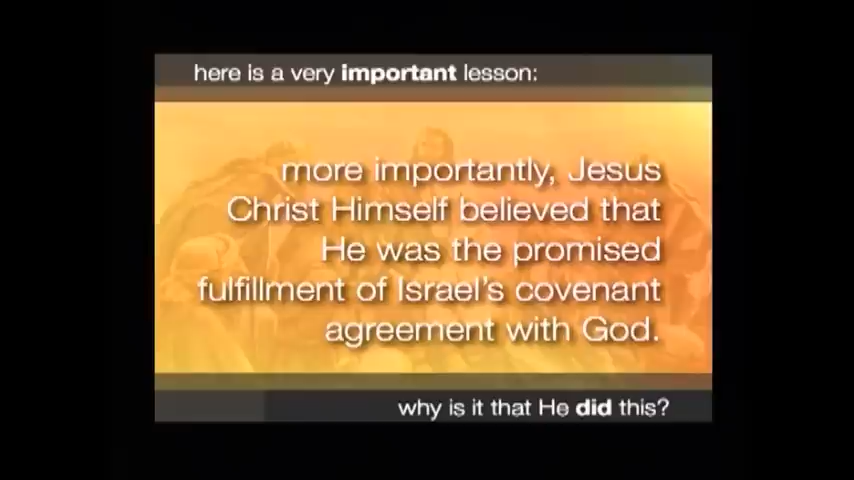 here is a very important lesson:
more importantly, Jesus
Christ Himself believed that
He was the promised
fulfillment of Israel's covenant
agreement with God.
why is it that He did this?